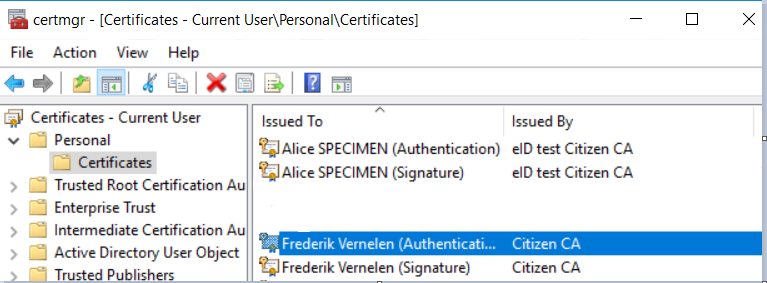 certmgr - [Certificates - Current User\Personal\Certificates]
File Action View Help
Certificates - Current User
Personal
Certificates
Trusted Root Certification Au
Enterprise Trust
Intermediate Certification Au
Active Directory User Object
Trusted Publishers
Issued To Issued By
Alice SPECIMEN (Authentication) eID test Citizen CA
Alice SPECIMEN (Signature) eID test Citizen CA
Frederik Vernelen (Authenticati... Citizen CA
Frederik Vernelen (Signature) Citizen CA